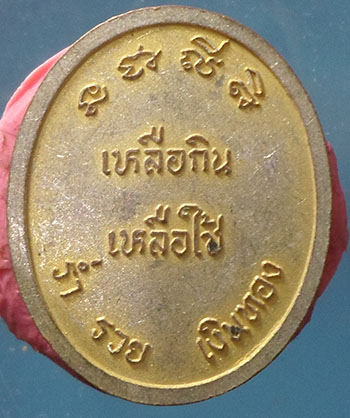 เหลือกิน
เหลือใช้
ร่ำ รวย เงินทอง